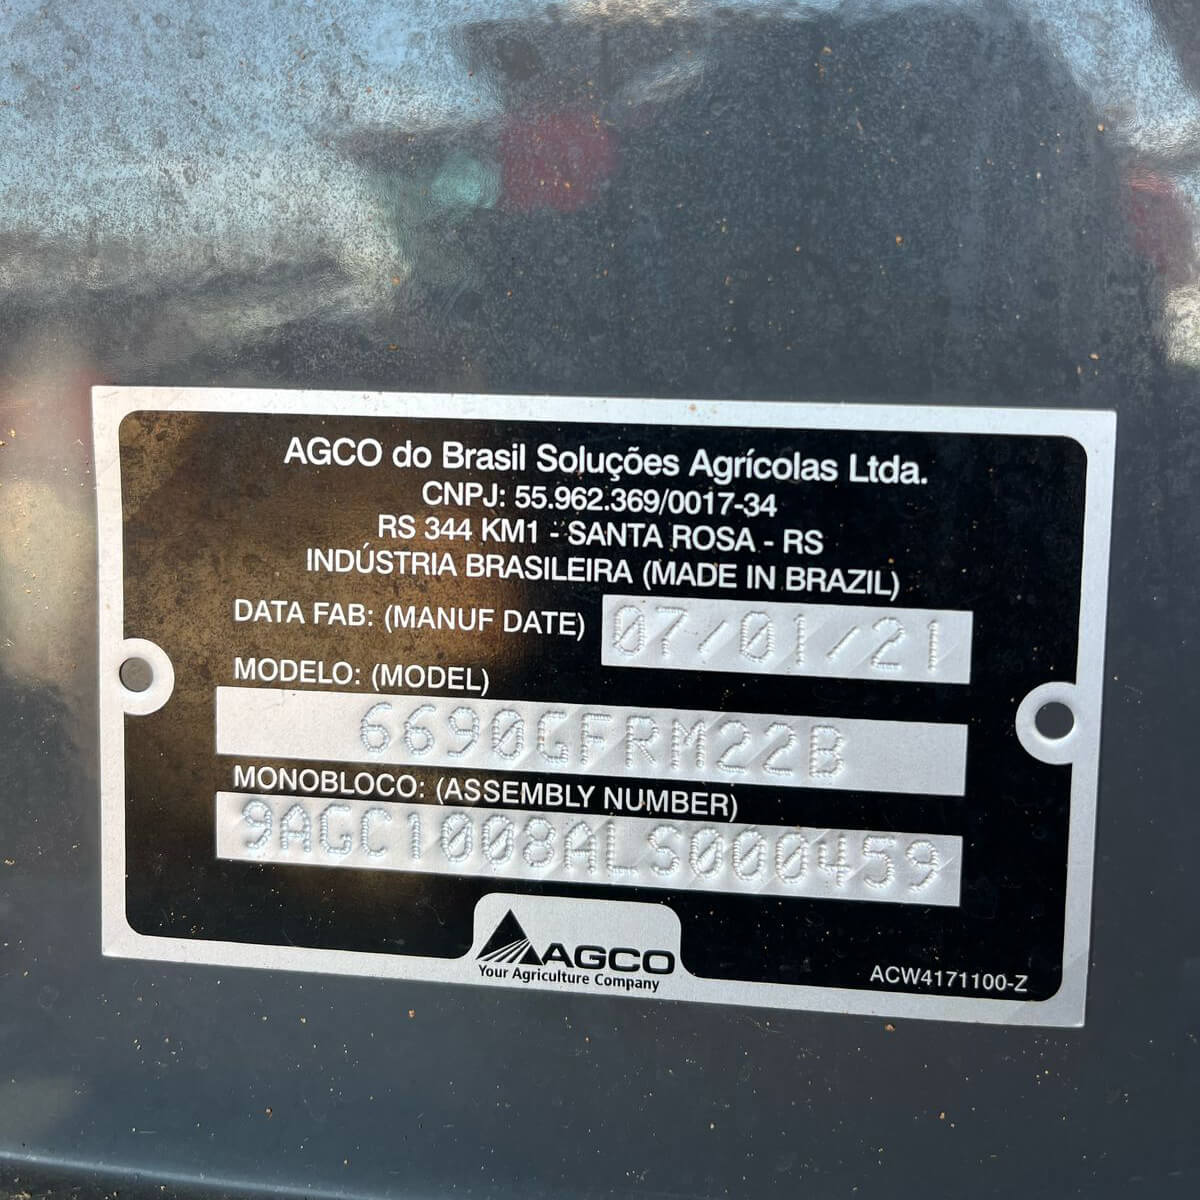 AGCO do Brasil Soluções Agrícolas Ltda.
CNPJ: 55.962.369/0017-34
RS 344 KM1 - SANTA ROSA - RS
INDÚSTRIA BRASILEIRA (MADE IN BRAZIL)
DATA FAB: (MANUF DATE) 07/01/21
MODELO: (MODEL)
6690GFRM22B
MONOBLOCO: (ASSEMBLY NUMBER)
9AGC1008ALS000459
AGCO
Your Agriculture Company
ACW4171100-Z